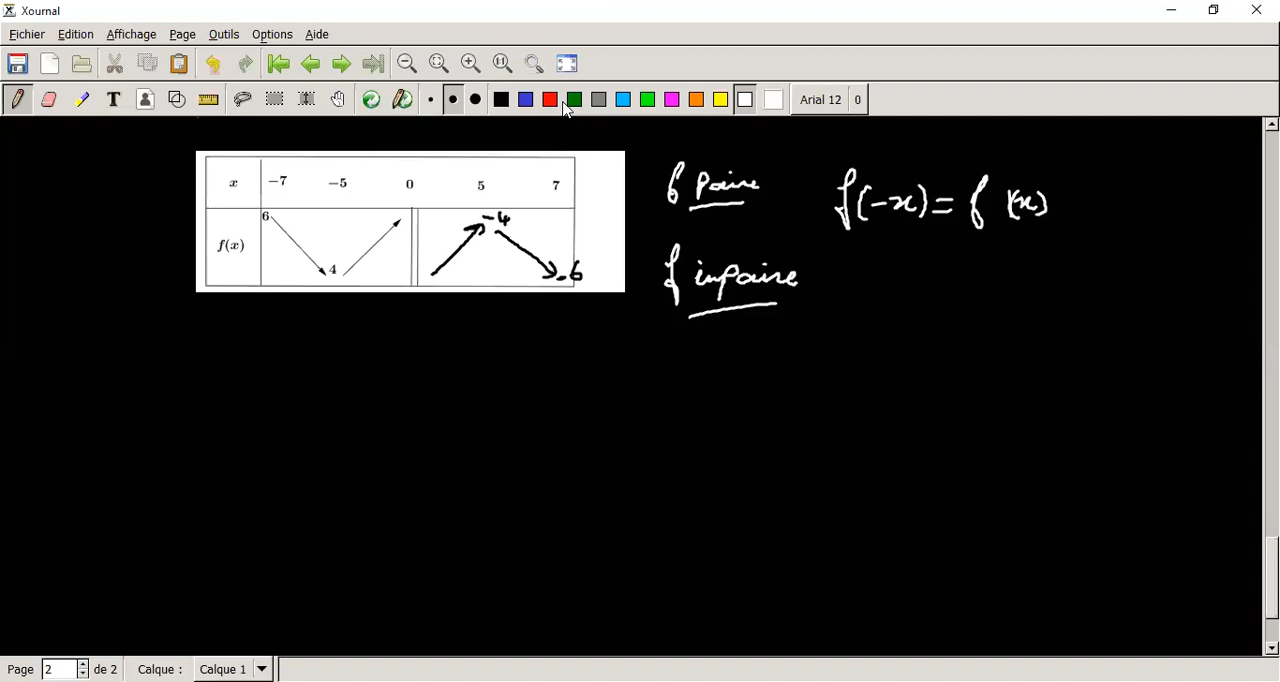 Xournal
Fichier Edition Affichage Page Outils Options Aide
Arial 12 0
x -7 -5 0 5 7
f(x) 6 4 -4 -6
f paire f(-x) = f(x)
f impaire
Page 2 de 2 Calque : Calque 1